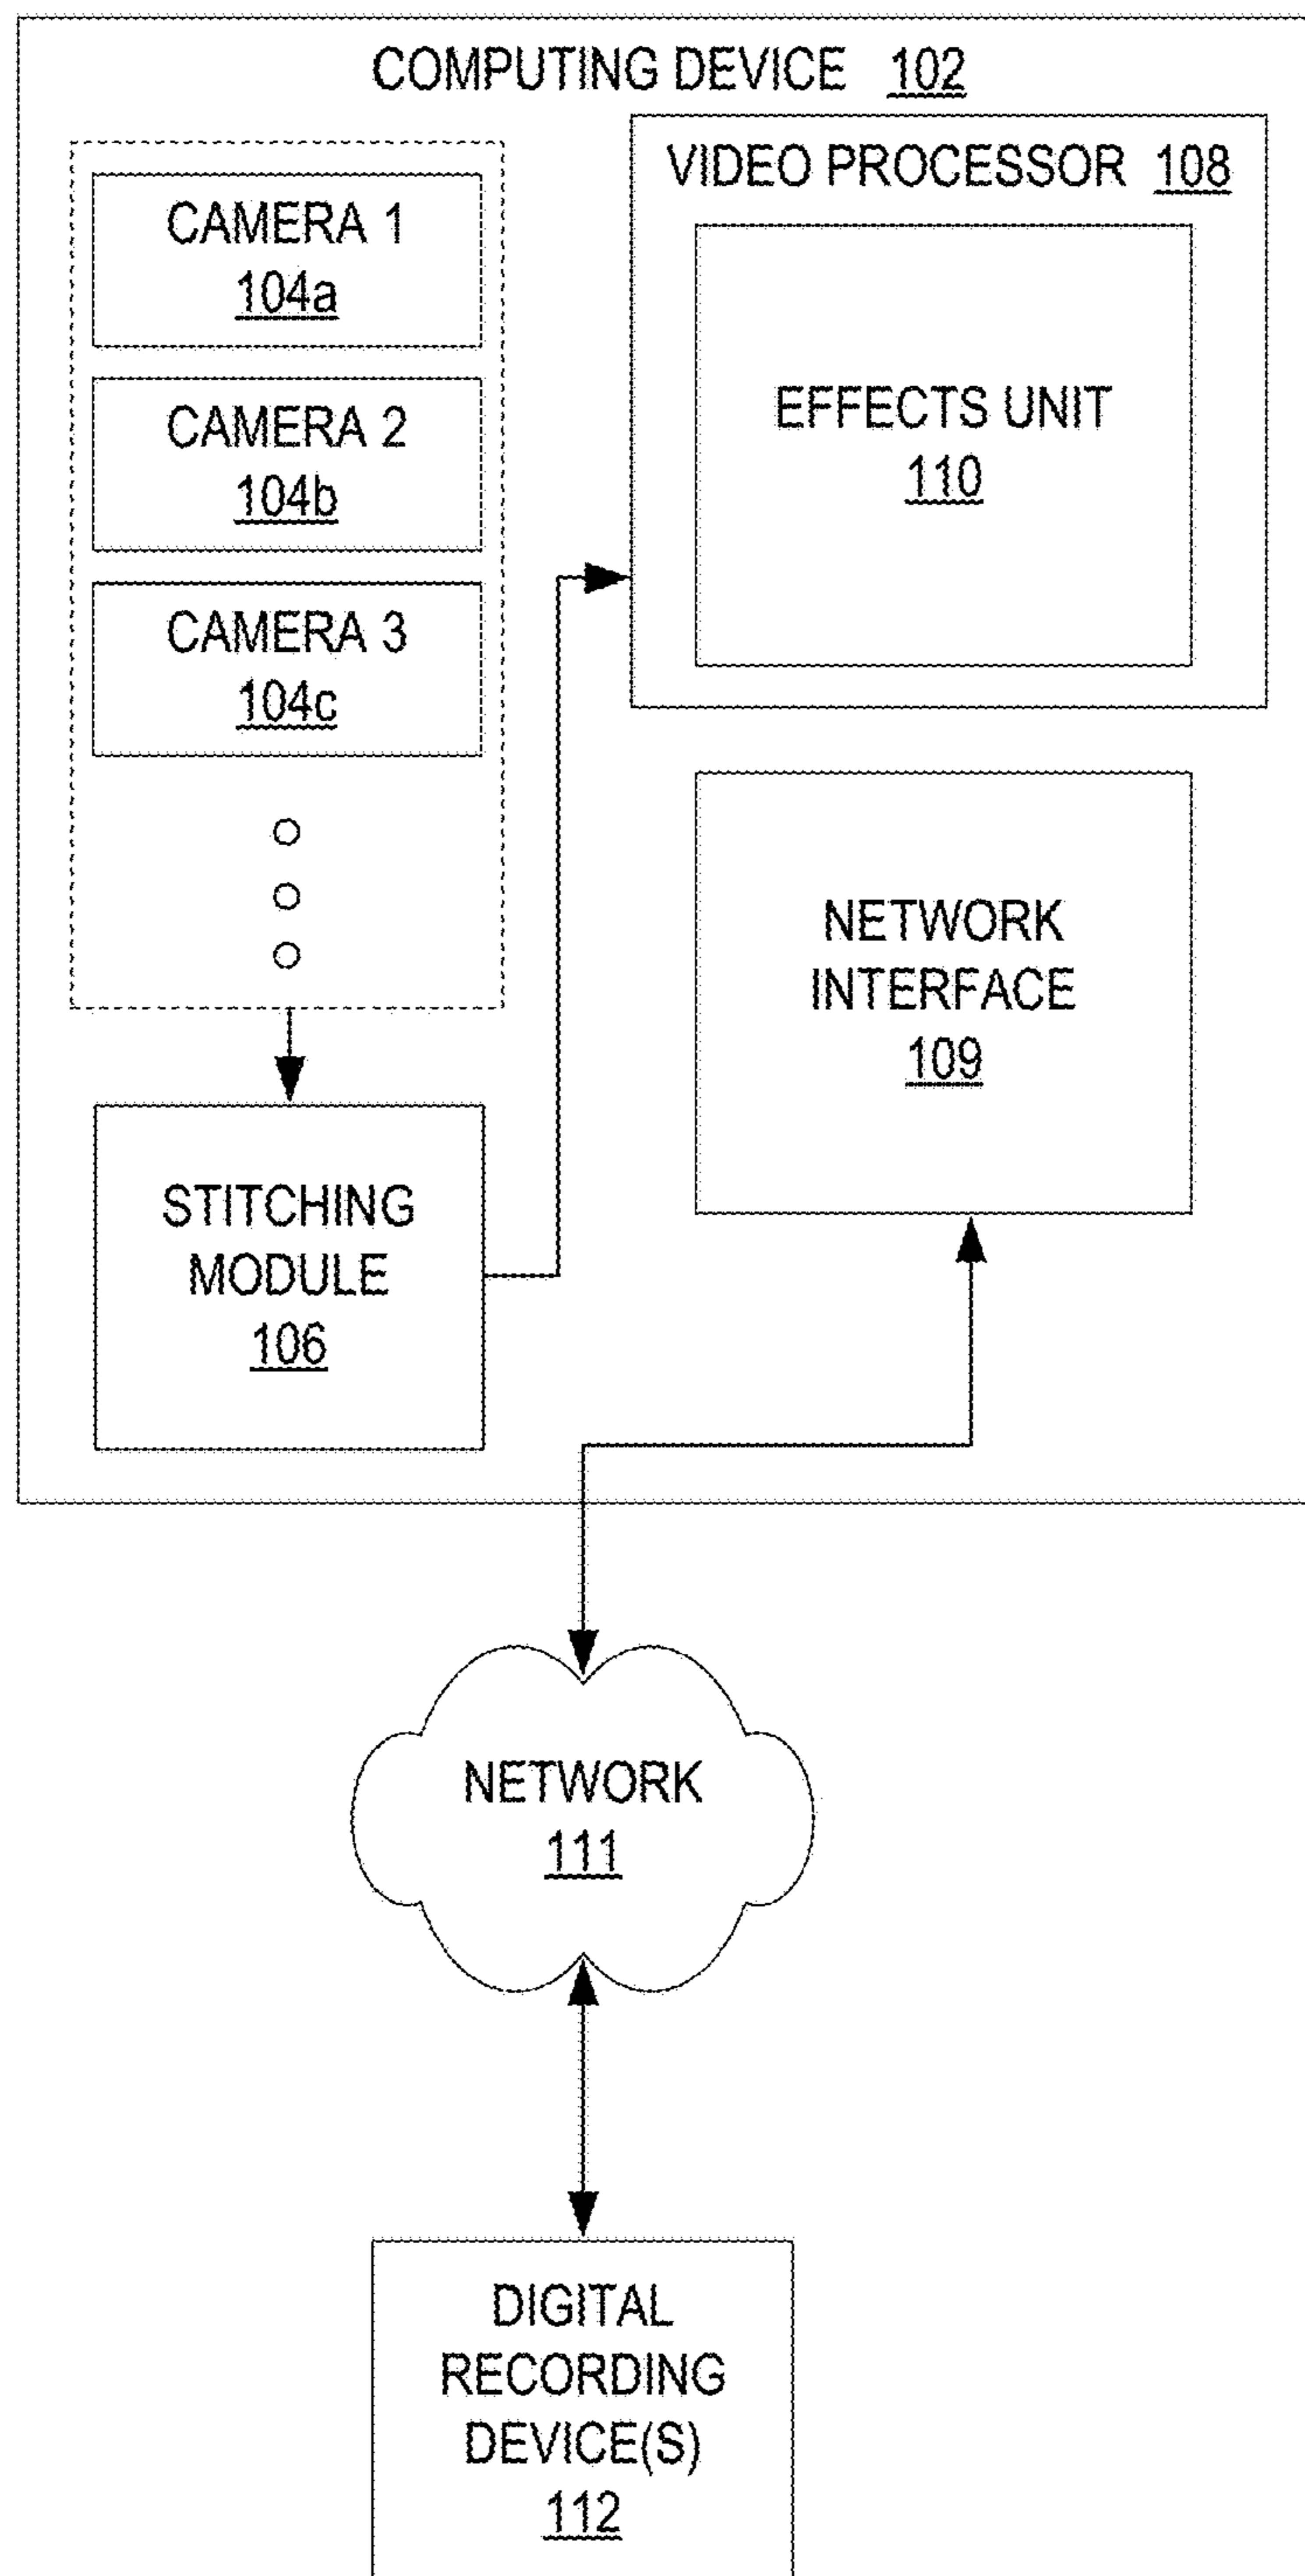 COMPUTING DEVICE 102
CAMERA 1
104a
CAMERA 2
104b
CAMERA 3
104c
STITCHING
MODULE
106
VIDEO PROCESSOR 108
EFFECTS UNIT
110
NETWORK
INTERFACE
109
NETWORK
111
DIGITAL
RECORDING
DEVICE(S)
112